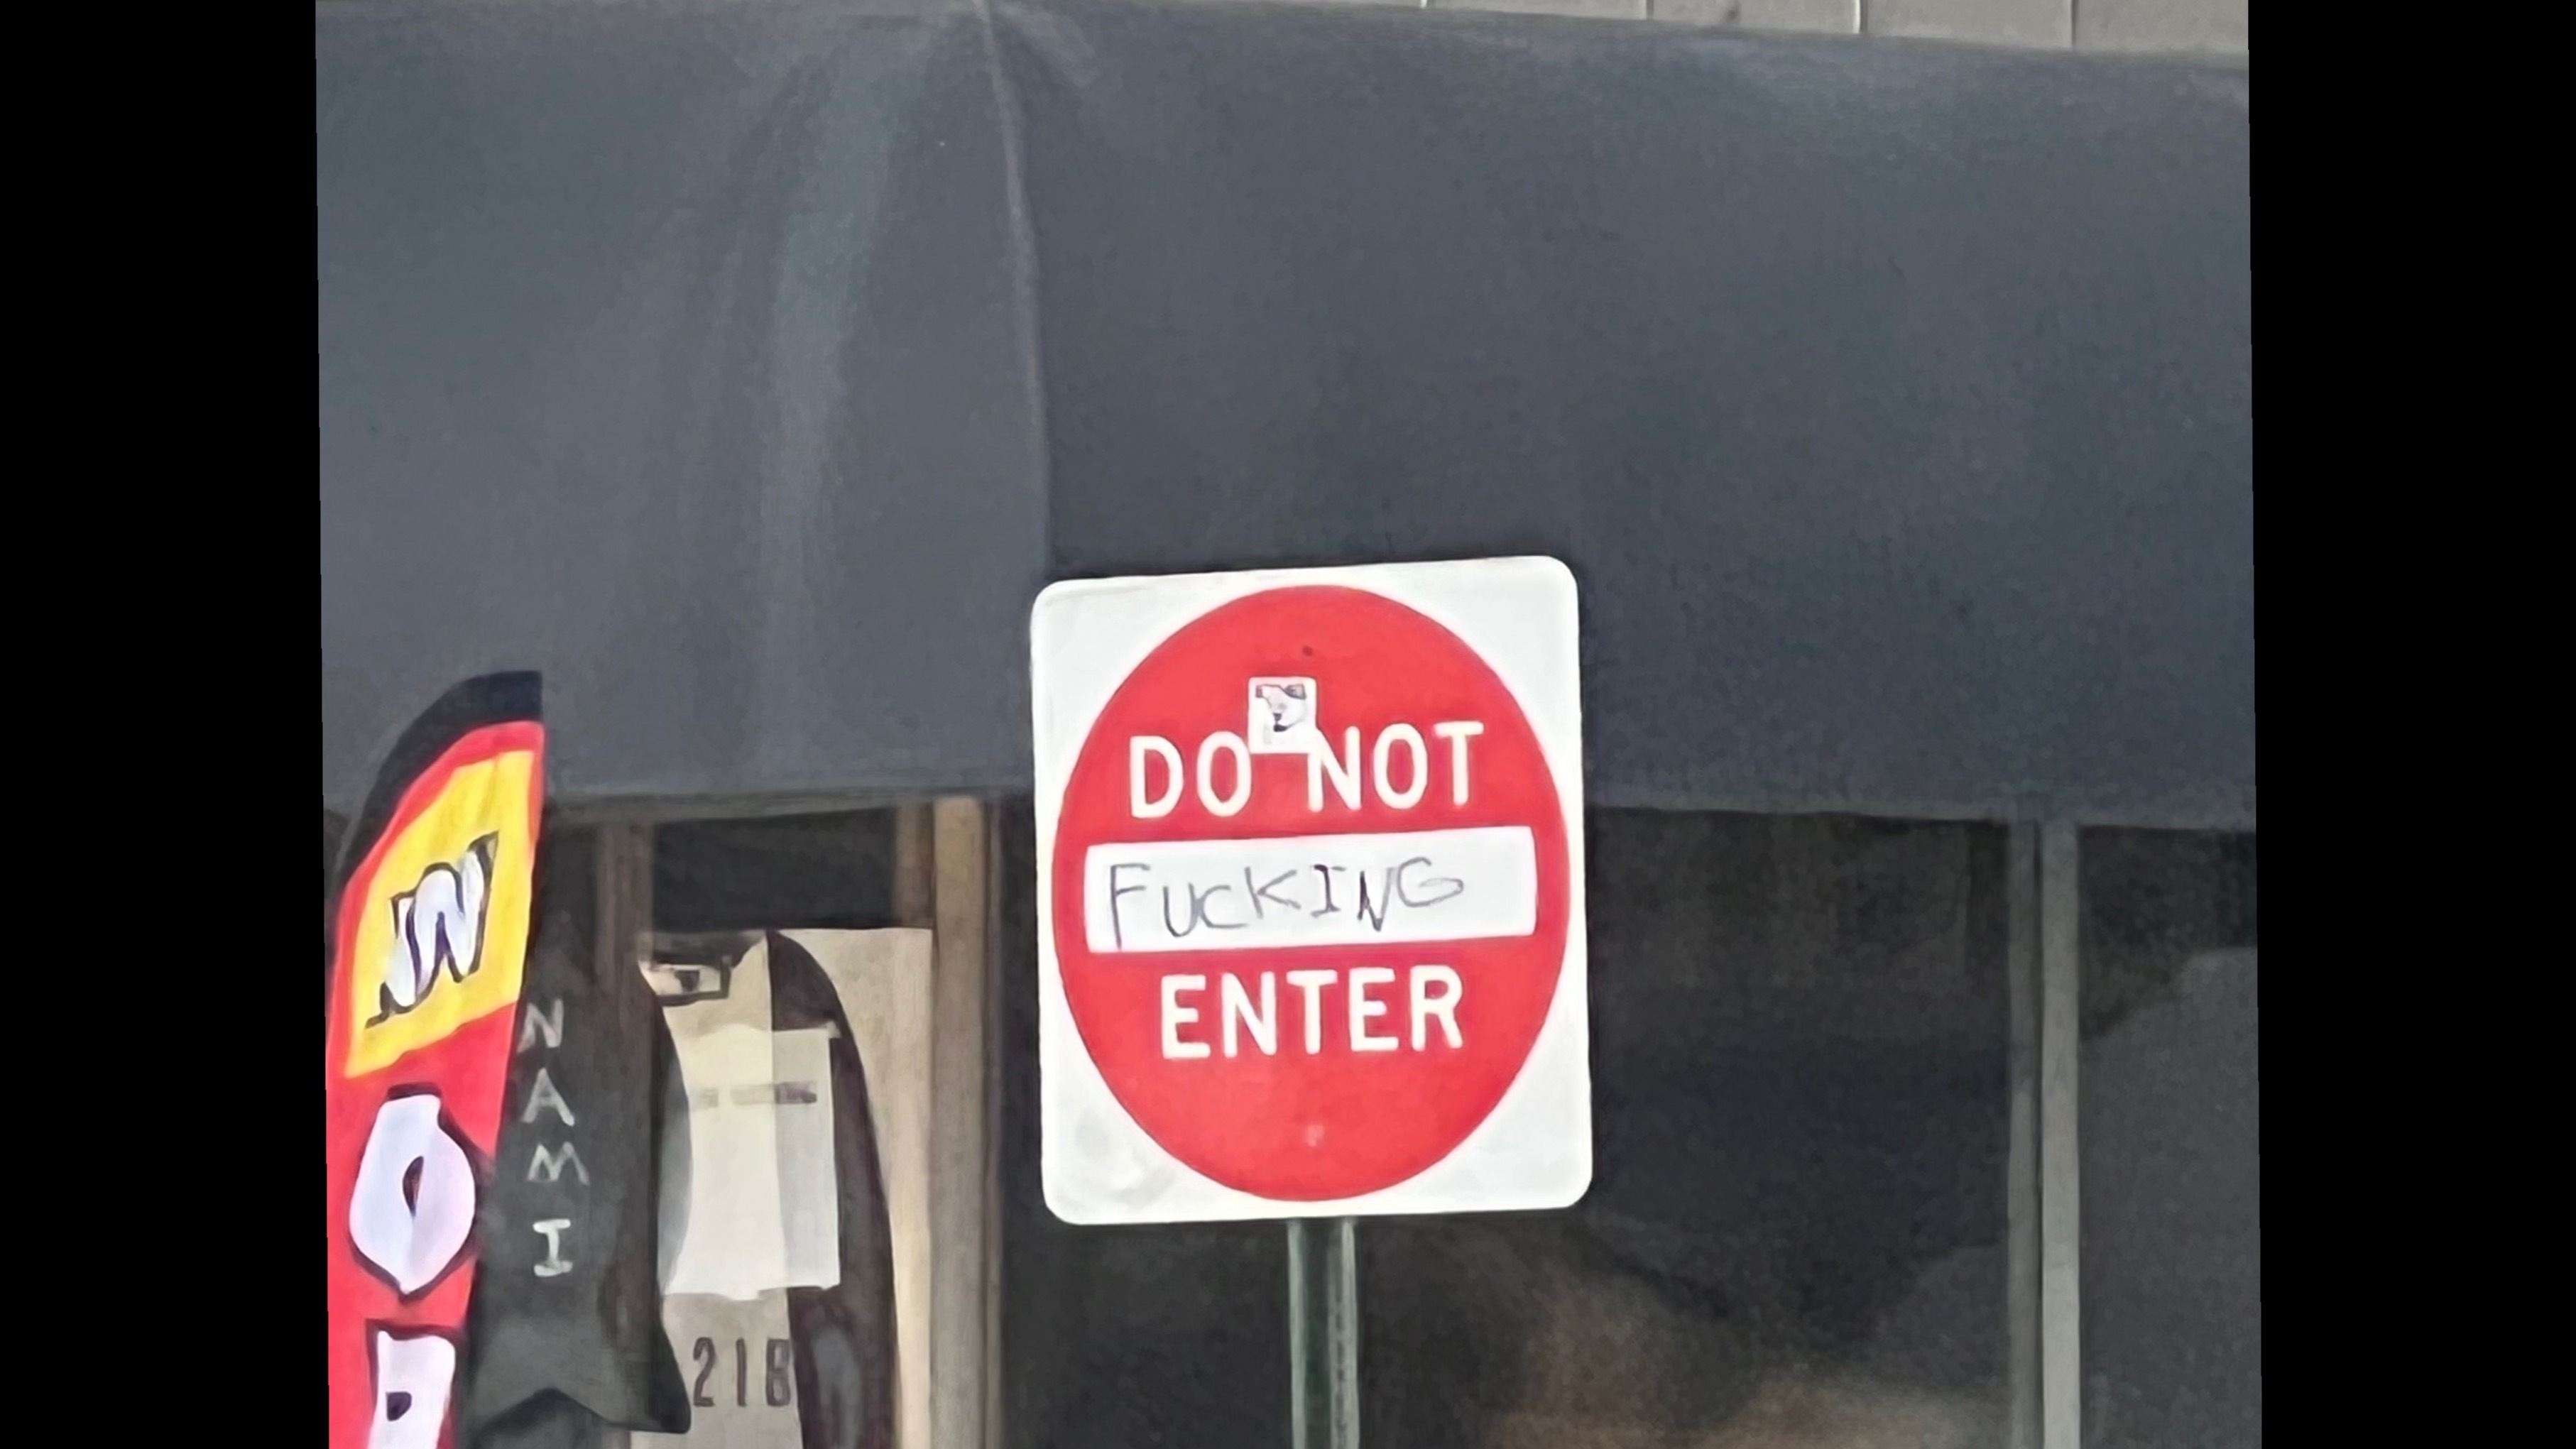 DO NOT
FUCKING
ENTER
NAMI
218